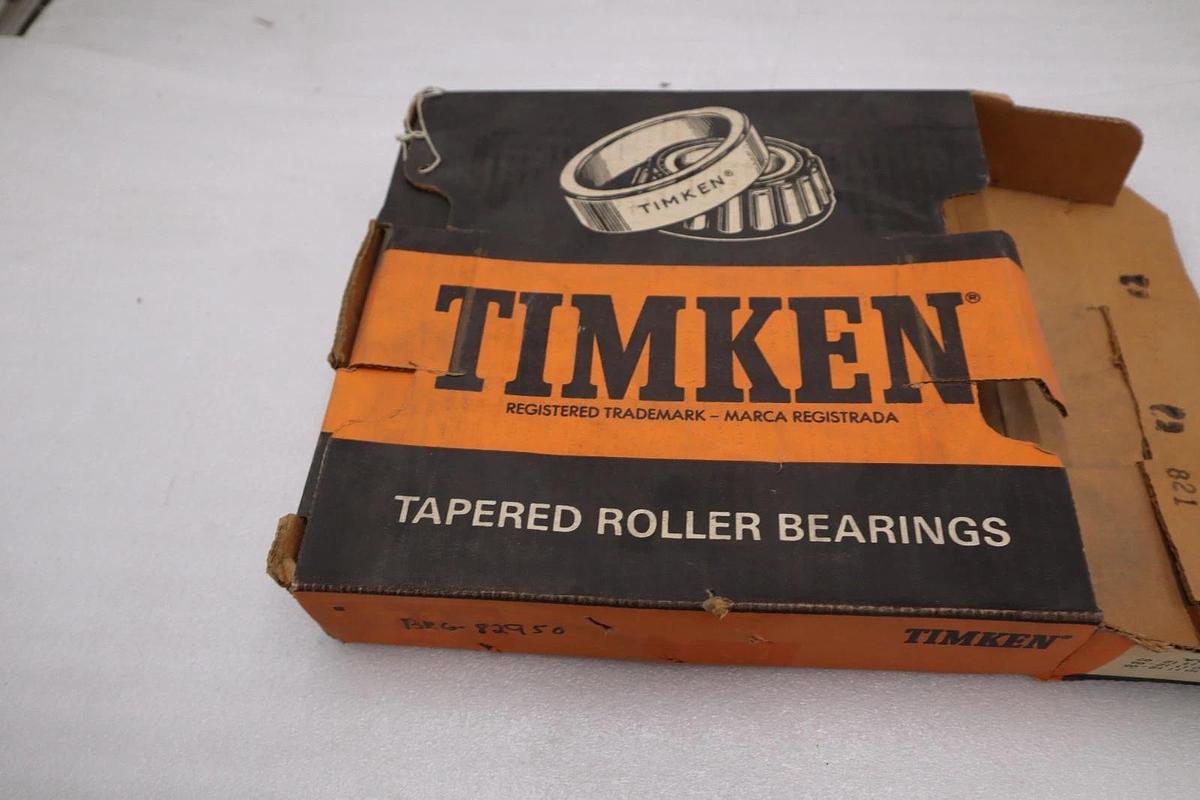 TIMKEN®
TIMKEN®
REGISTERED TRADEMARK – MARCA REGISTRADA
TAPERED ROLLER BEARINGS
BRG 82950
TIMKEN
821